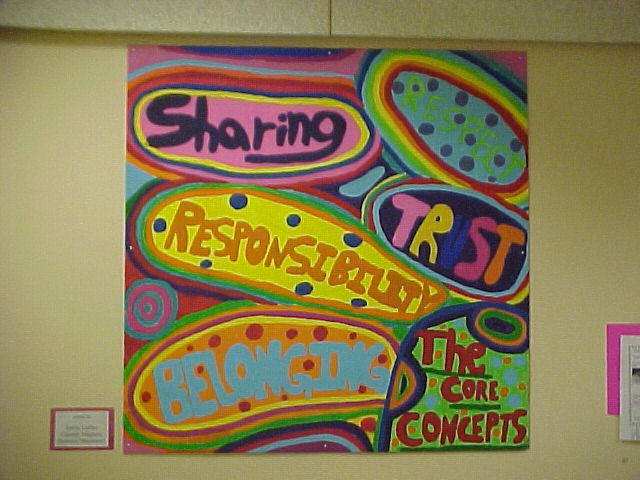 Sharing
RESPECT
RESPONSIBILITY
TRUST
BELONGING
The
CORE
CONCEPTS